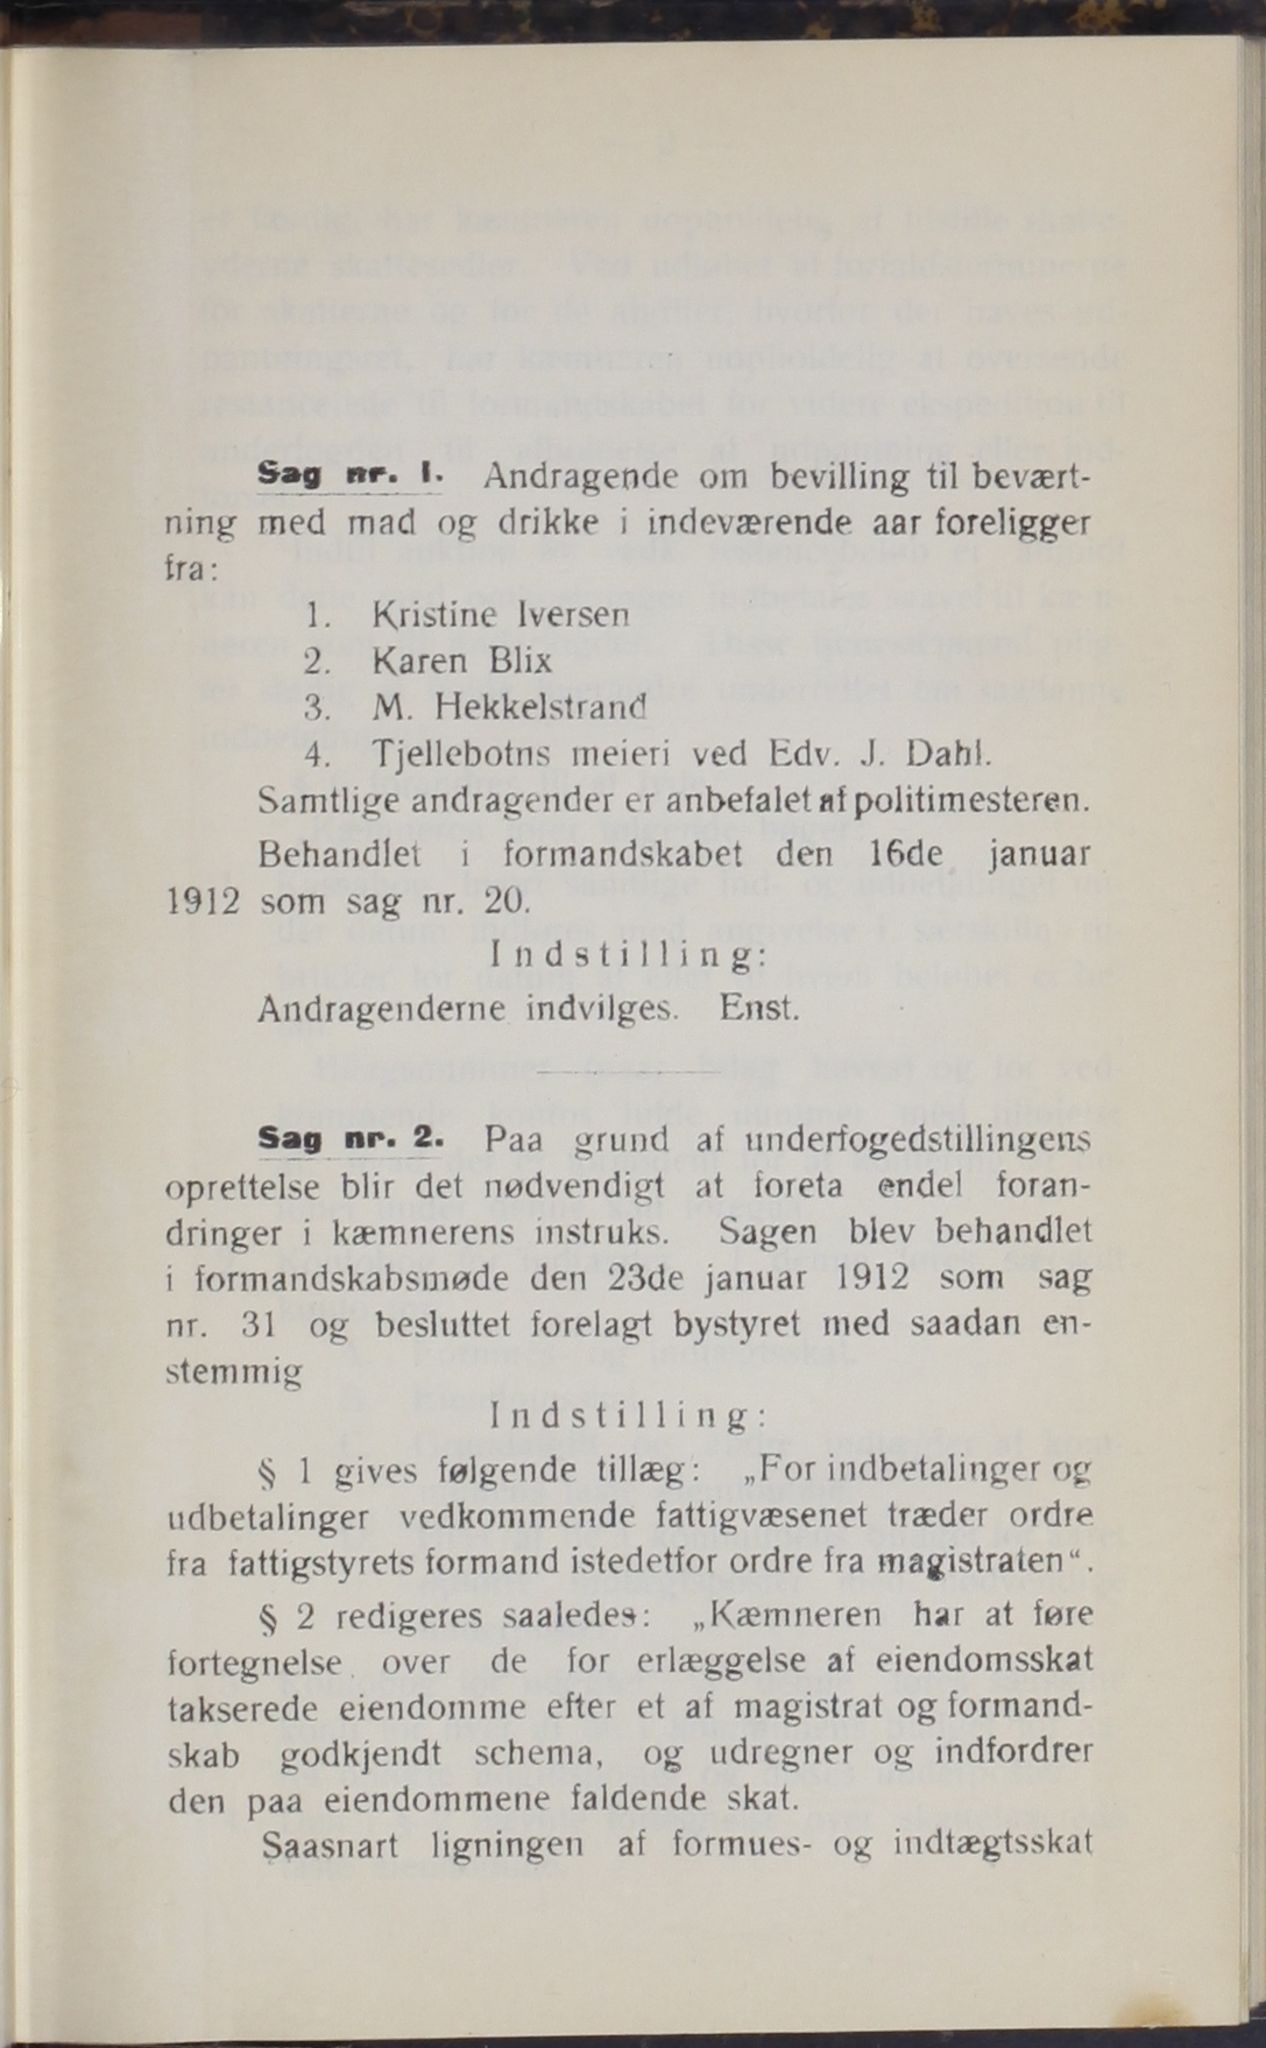 Sag nr. 1. Andragende om bevilling til bevært-
ning med mad og drikke i indeværende aar foreligger
fra:
1. Kristine Iversen
2. Karen Blix
3. M. Hekkelstrand
4. Tjellebotns meieri ved Edv. J. Dahl.
Samtlige andragender er anbefalet af politimesteren.
Behandlet i formandskabet den 16de januar
1912 som sag nr. 20.
Indstilling:
Andragenderne indvilges. Enst.
Sag nr. 2. Paa grund af underfogedstillingens
oprettelse blir det nødvendigt at foreta endel foran-
dringer i kæmnerens instruks. Sagen blev behandlet
i formandskabsmøde den 23de januar 1912 som sag
nr. 31 og besluttet forelagt bystyret med saadan en-
stemmig
Indstilling:
§ 1 gives følgende tillæg: „For indbetalinger og
udbetalinger vedkommende fattigvæsenet træder ordre
fra fattigstyrets formand istedetfor ordre fra magistraten“.
§ 2 redigeres saaledes: „Kæmneren har at føre
fortegnelse over de for erlæggelse af eiendomsskat
takserede eiendomme efter et af magistrat og formand-
skab godkjendt schema, og udregner og indfordrer
den paa eiendommene faldende skat.
Saasnart ligningen af formues- og indtægtsskat